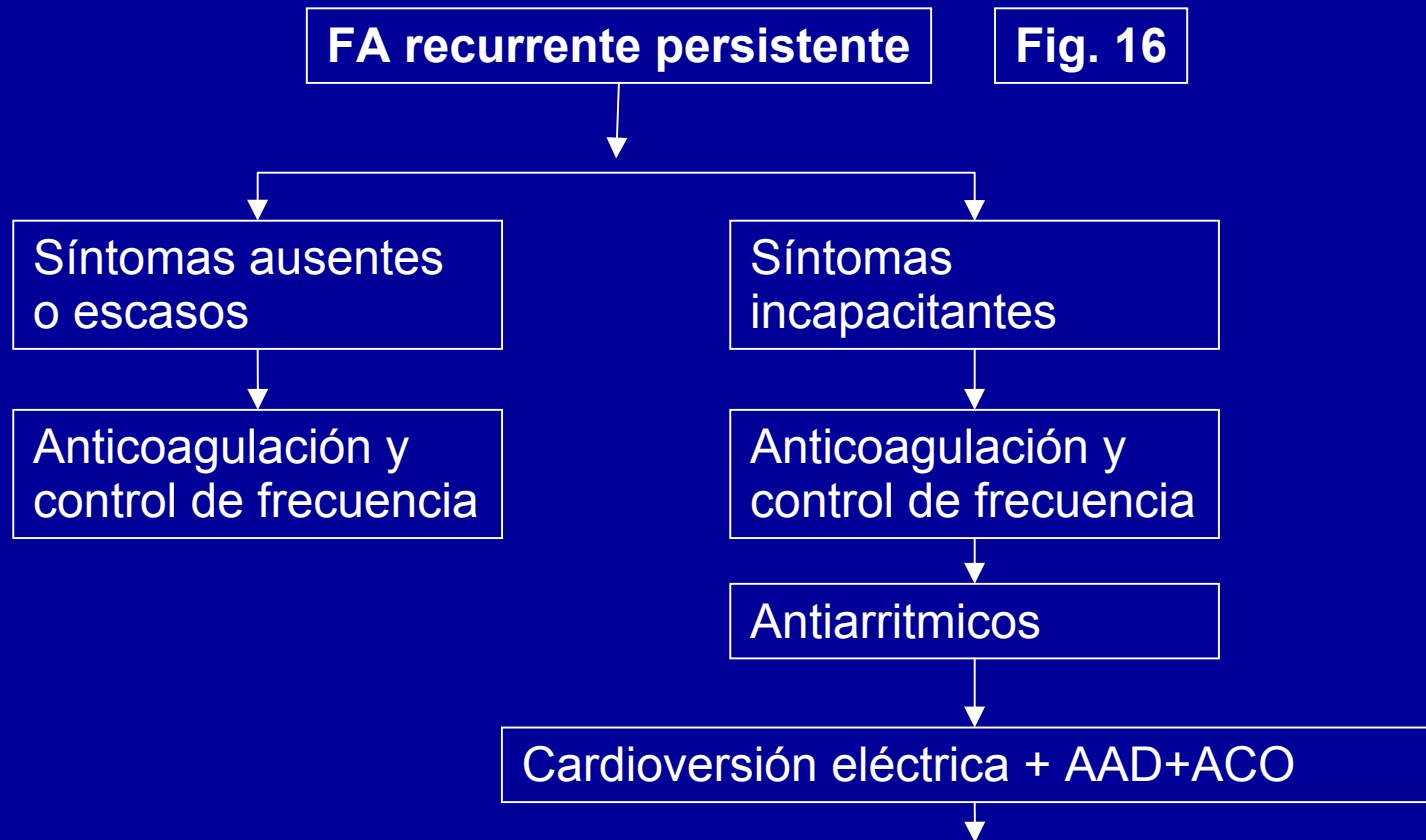 FA recurrente persistente
Fig. 16
Síntomas ausentes
o escasos
Síntomas
incapacitantes
Anticoagulación y
control de frecuencia
Anticoagulación y
control de frecuencia
Antiarritmicos
Cardioversión eléctrica + AAD+ACO